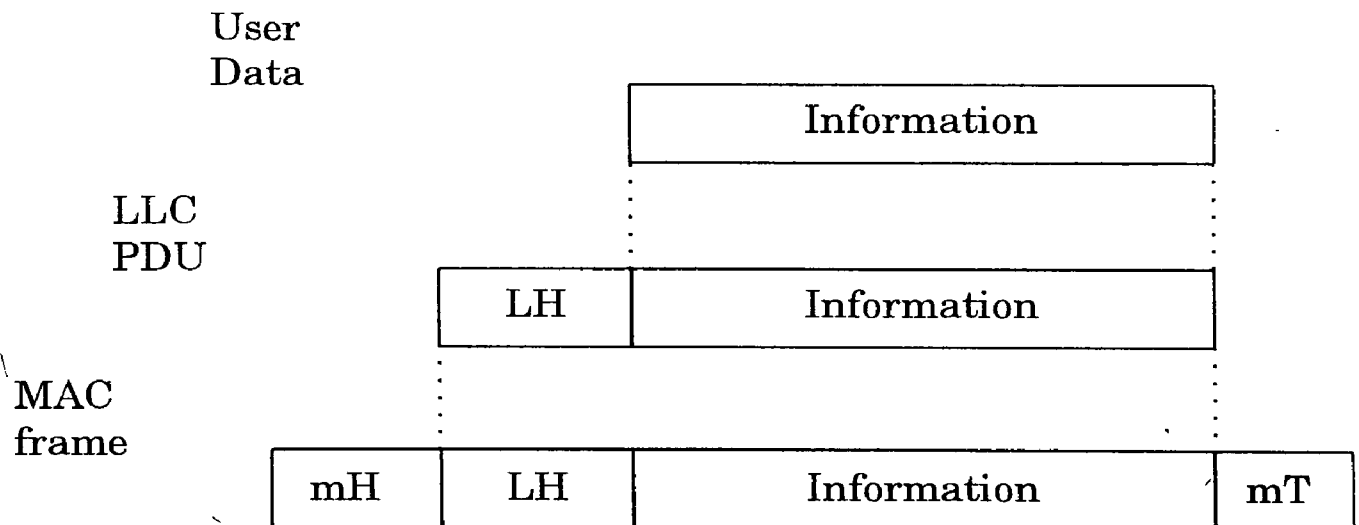 User
Data
Information
LLC
PDU
LH Information
MAC
frame
mH LH Information mT